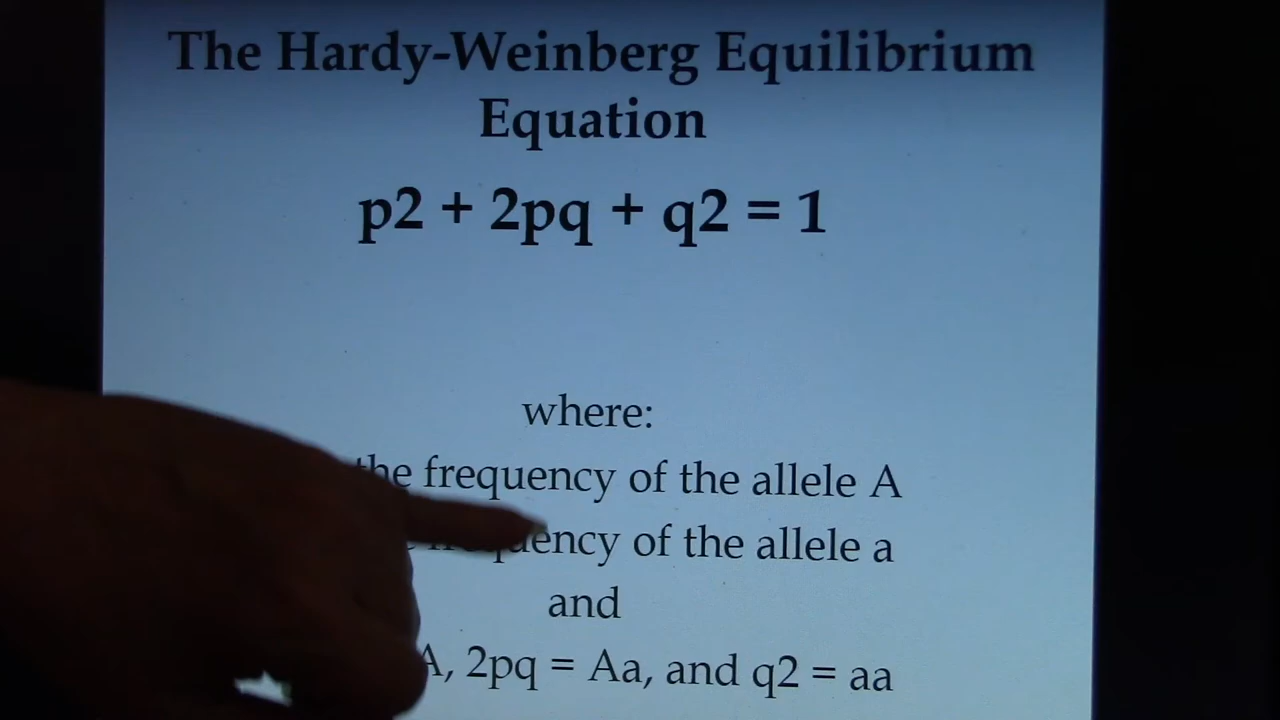 The Hardy-Weinberg Equilibrium
Equation
p2 + 2pq + q2 = 1
where:
the frequency of the allele A
frequency of the allele a
and
A, 2pq = Aa, and q2 = aa